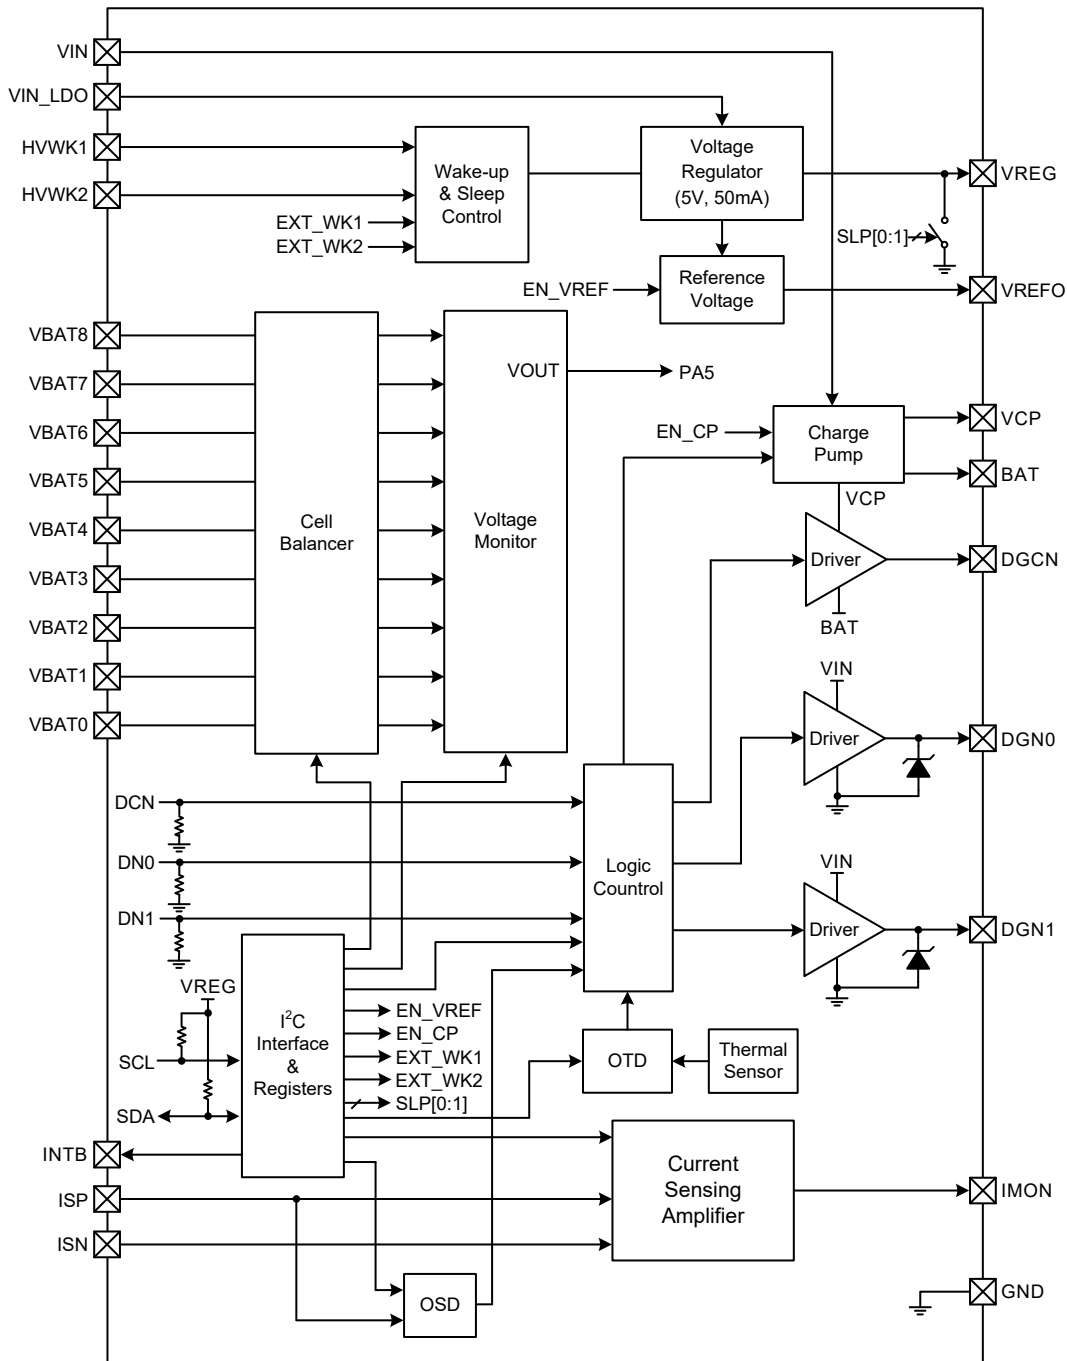 VIN
VIN_LDO
HVWK1
HVWK2
Wake-up
& Sleep
Control
EXT_WK1
EXT_WK2
Voltage
Regulator
(5V, 50mA)
VREG
SLP[0:1]
EN_VREF
Reference
Voltage
VREFO
VBAT8
VBAT7
VBAT6
VBAT5
VBAT4
VBAT3
VBAT2
VBAT1
VBAT0
Cell
Balancer
VOUT
Voltage
Monitor
PA5
EN_CP
Charge
Pump
VCP
BAT
VCP
Driver
BAT
DGCN
VIN
Driver
DGN0
VIN
Driver
DGN1
DCN
DN0
DN1
Logic
Countrol
VREG
SCL
SDA
I2C
Interface
&
Registers
EN_VREF
EN_CP
EXT_WK1
EXT_WK2
SLP[0:1]
OTD
Thermal
Sensor
INTB
ISP
ISN
Current
Sensing
Amplifier
IMON
OSD
GND